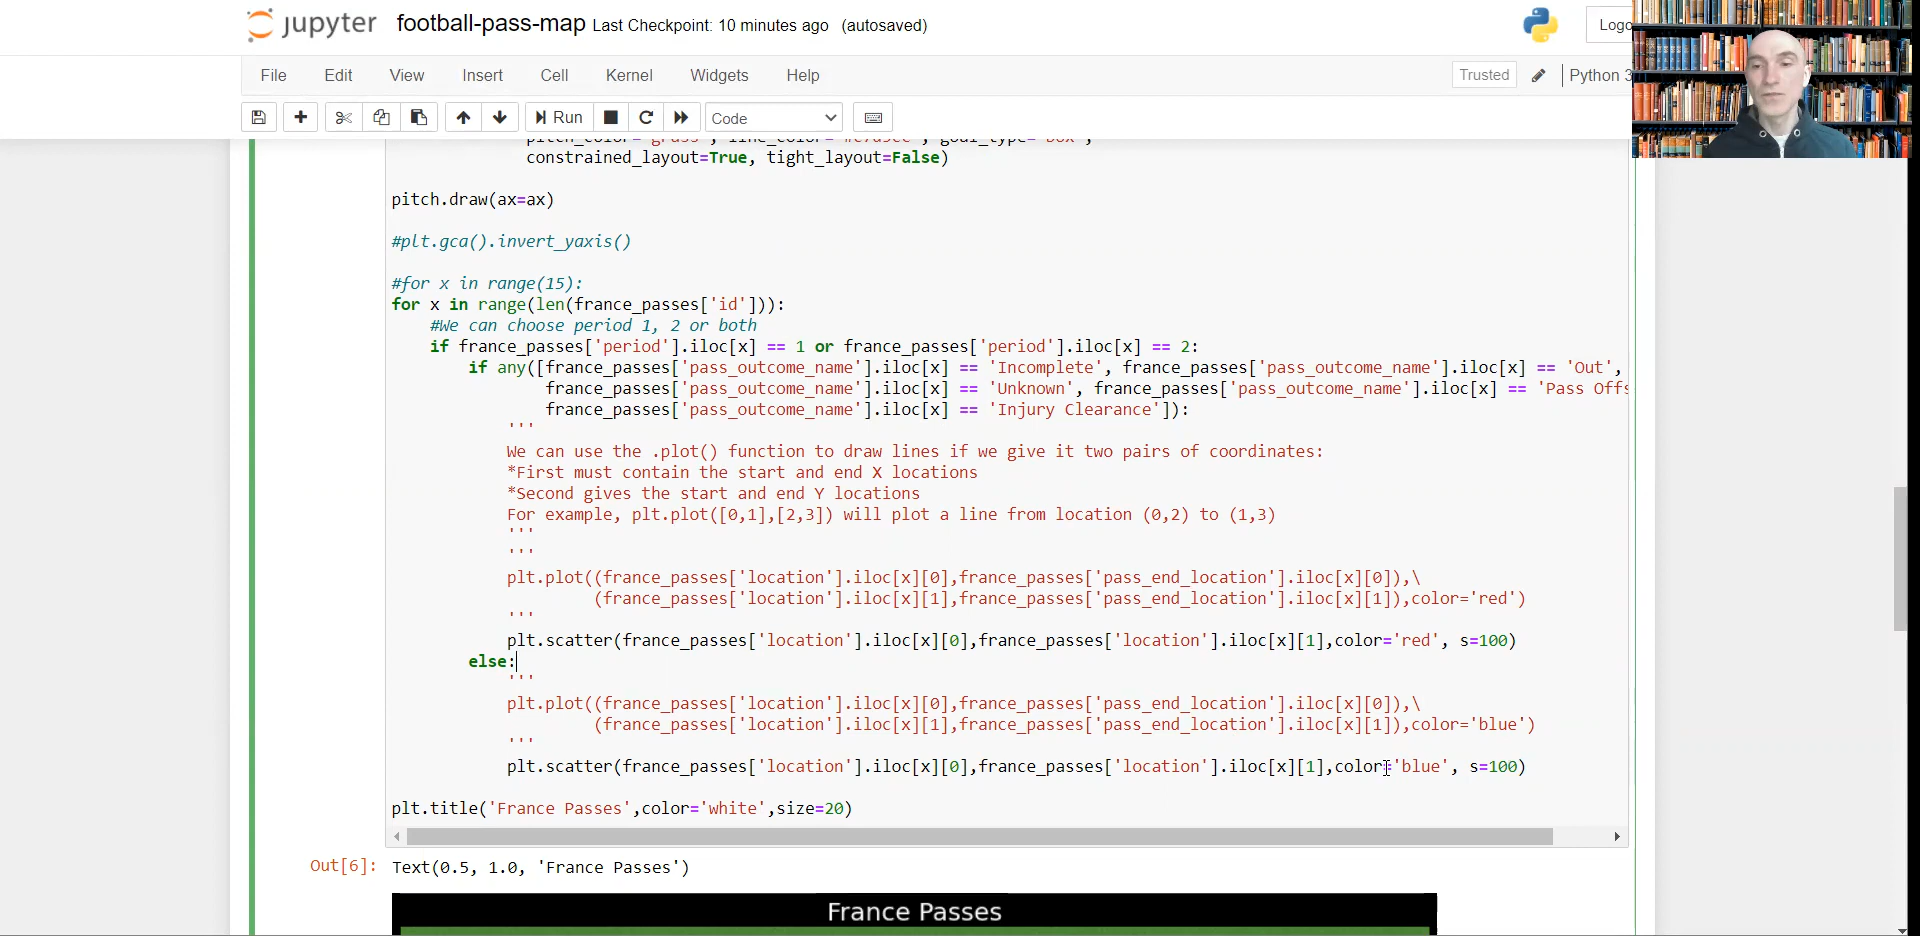 jupyter football-pass-map Last Checkpoint: 10 minutes ago (autosaved)
File Edit View Insert Cell Kernel Widgets Help
Trusted Python 3
Run Code
constrained_layout=True, tight_layout=False)
pitch.draw(ax=ax)
#plt.gca().invert_yaxis()
#for x in range(15):
for x in range(len(france_passes['id'])):
#We can choose period 1, 2 or both
if france_passes['period'].iloc[x] == 1 or france_passes['period'].iloc[x] == 2:
if any([france_passes['pass_outcome_name'].iloc[x] == 'Incomplete', france_passes['pass_outcome_name'].iloc[x] == 'Out',
france_passes['pass_outcome_name'].iloc[x] == 'Unknown', france_passes['pass_outcome_name'].iloc[x] == 'Pass Offs
france_passes['pass_outcome_name'].iloc[x] == 'Injury Clearance']):
'''
We can use the .plot() function to draw lines if we give it two pairs of coordinates:
*First must contain the start and end X locations
*Second gives the start and end Y locations
For example, plt.plot([0,1],[2,3]) will plot a line from location (0,2) to (1,3)
'''
'''
plt.plot((france_passes['location'].iloc[x][0],france_passes['pass_end_location'].iloc[x][0]),\
(france_passes['location'].iloc[x][1],france_passes['pass_end_location'].iloc[x][1]),color='red')
'''
plt.scatter(france_passes['location'].iloc[x][0],france_passes['location'].iloc[x][1],color='red', s=100)
else:
'''
plt.plot((france_passes['location'].iloc[x][0],france_passes['pass_end_location'].iloc[x][0]),\
(france_passes['location'].iloc[x][1],france_passes['pass_end_location'].iloc[x][1]),color='blue')
'''
plt.scatter(france_passes['location'].iloc[x][0],france_passes['location'].iloc[x][1],color='blue', s=100)
plt.title('France Passes',color='white',size=20)
Out[6]: Text(0.5, 1.0, 'France Passes')
France Passes